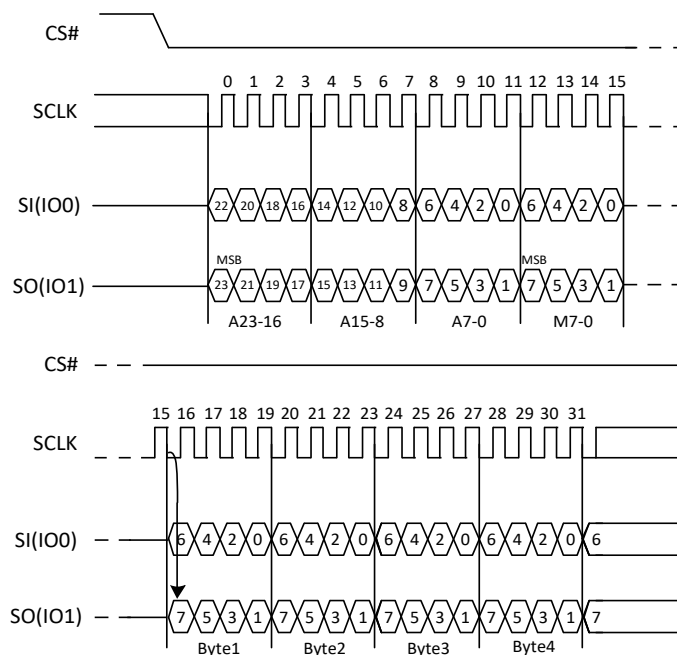 CS#
0 1 2 3 4 5 6 7 8 9 10 11 12 13 14 15
SCLK
SI(IO0) 22 20 18 16 14 12 10 8 6 4 2 0 6 4 2 0
MSB MSB
SO(IO1) 23 21 19 17 15 13 11 9 7 5 3 1 7 5 3 1
A23-16 A15-8 A7-0 M7-0
CS#
15 16 17 18 19 20 21 22 23 24 25 26 27 28 29 30 31
SCLK
SI(IO0) 6 4 2 0 6 4 2 0 6 4 2 0 6 4 2 0 6
SO(IO1) 7 5 3 1 7 5 3 1 7 5 3 1 7 5 3 1 7
Byte1 Byte2 Byte3 Byte4